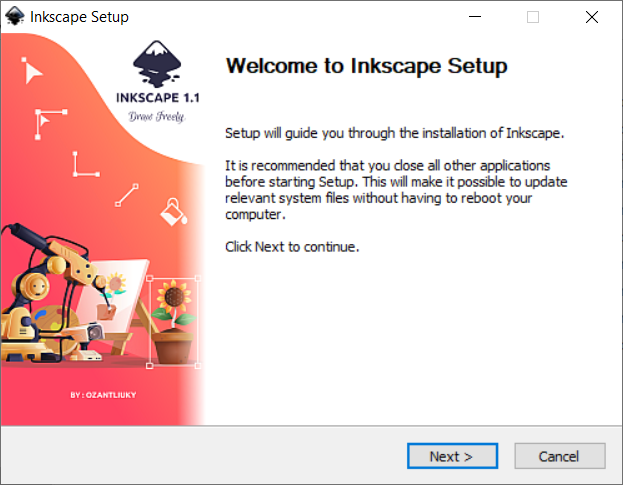 Inkscape Setup
INKSCAPE 1.1
Draw Freely.
BY : OZANTLIUKY
Welcome to Inkscape Setup
Setup will guide you through the installation of Inkscape.
It is recommended that you close all other applications
before starting Setup. This will make it possible to update
relevant system files without having to reboot your
computer.
Click Next to continue.
Next >
Cancel